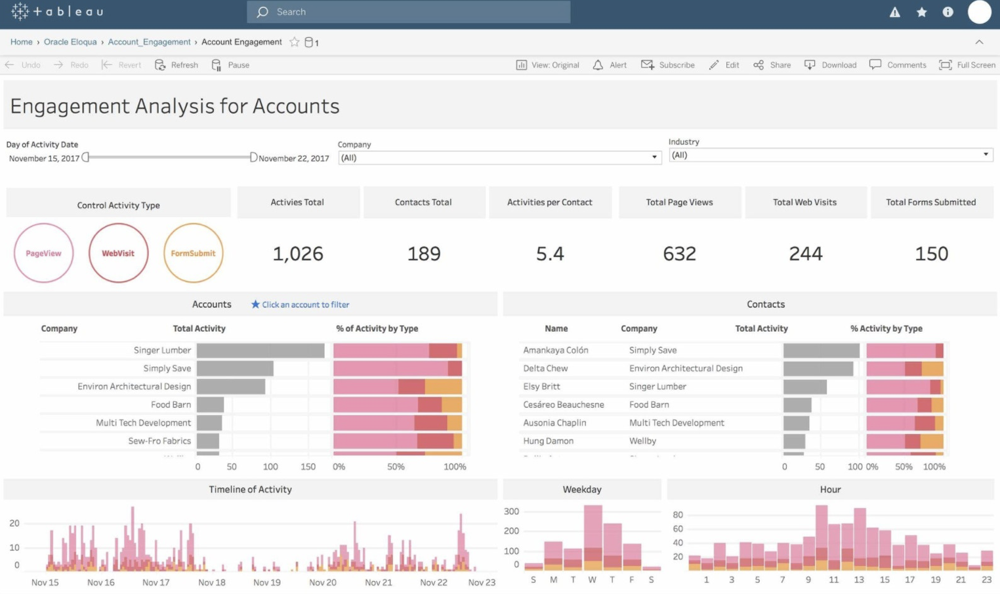 +ableau
Search
Home › Oracle Eloqua › Account_Engagement › Account Engagement 1
Undo Redo Revert Refresh Pause View: Original Alert Subscribe Edit Share Download Comments Full Screen
Engagement Analysis for Accounts
Day of Activity Date Company Industry
November 15, 2017 November 22, 2017 (All) (All)
Control Activity Type Activies Total Contacts Total Activities per Contact Total Page Views Total Web Visits Total Forms Submitted
PageView WebVisit FormSubmit 1,026 189 5.4 632 244 150
Accounts Click an account to filter
Company Total Activity % of Activity by Type
Singer Lumber
Simply Save
Environ Architectural Design
Food Barn
Multi Tech Development
Sew-Fro Fabrics
0 50 100 150 0% 50% 100%
Contacts
Name Company Total Activity % Activity by Type
Amankaya Colón Simply Save
Delta Chew Environ Architectural Design
Elsy Britt Singer Lumber
Cesáreo Beauchesne Food Barn
Ausonia Chaplin Multi Tech Development
Hung Damon Wellby
0 50 100 0% 50% 100%
Timeline of Activity
20
10
0
Nov 15 Nov 16 Nov 17 Nov 18 Nov 19 Nov 20 Nov 21 Nov 22 Nov 23
Weekday
300
200
100
0
S M T W T F S
Hour
80
60
40
20
1 3 5 7 9 11 13 15 17 19 21 23